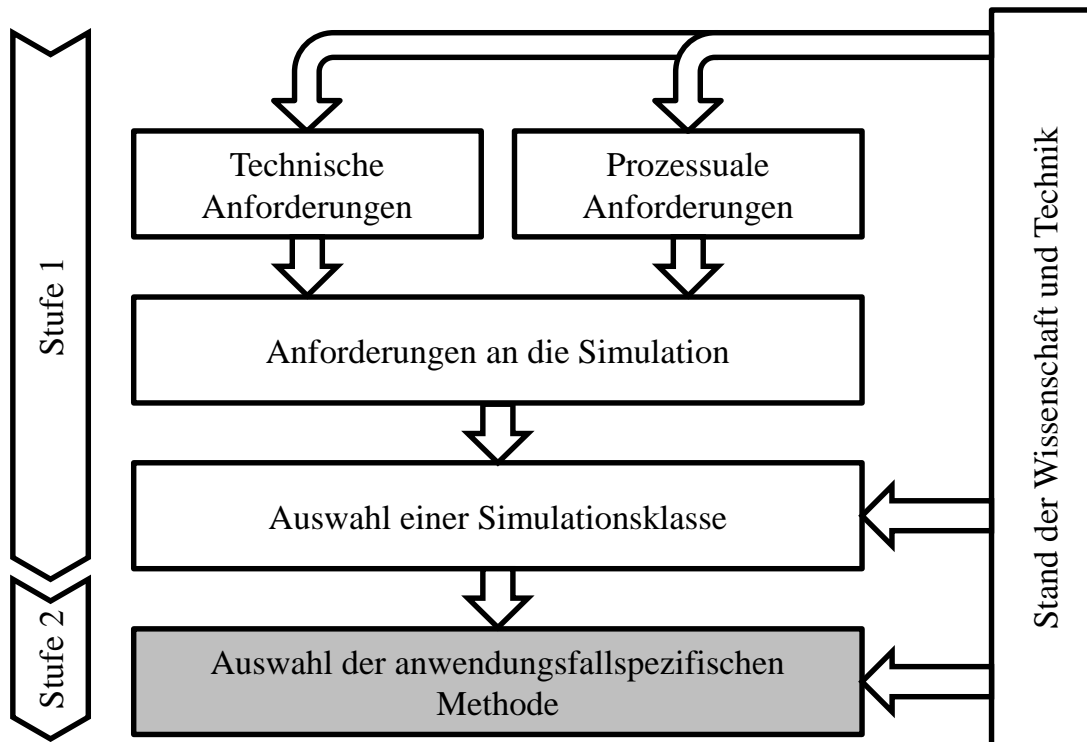 Stufe 1
Technische
Anforderungen
Prozessuale
Anforderungen
Anforderungen an die Simulation
Auswahl einer Simulationsklasse
Stufe 2
Auswahl der anwendungsfallspezifischen
Methode
Stand der Wissenschaft und Technik